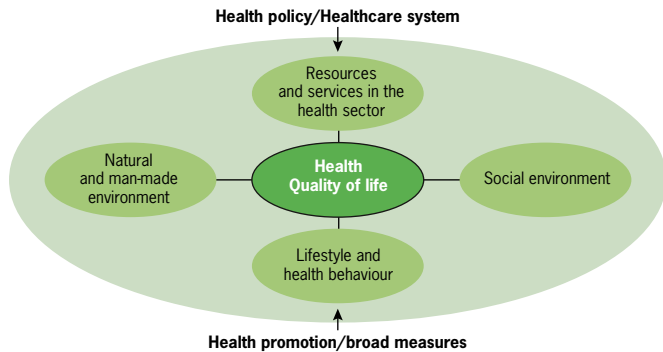 Health policy/Healthcare system
Resources
and services in the
health sector
Natural
and man-made
environment
Health
Quality of life
Social environment
Lifestyle and
health behaviour
Health promotion/broad measures